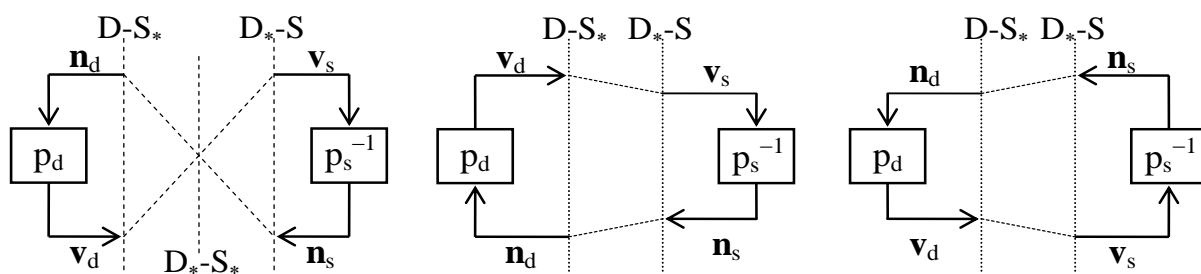 D-S* D*-S
n_d v_s
p_d p_s^–1
v_d n_s
D*-S*
D-S* D*-S
v_d v_s
p_d p_s^–1
n_d n_s
D-S* D*-S
n_d n_s
p_d p_s^–1
v_d v_s